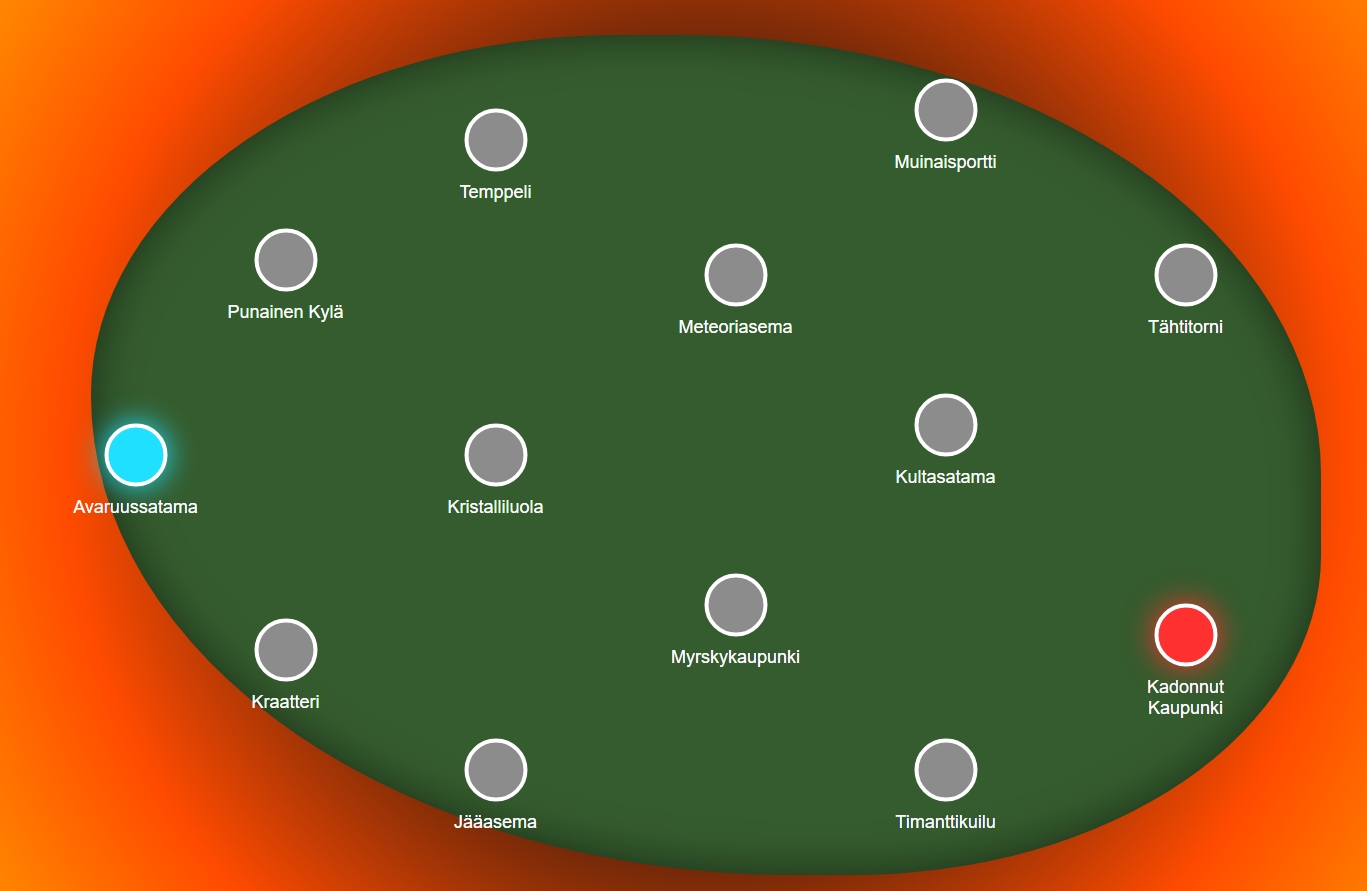 Muinaisportti
Temppeli
Punainen Kylä
Meteoriasema
Tähtitorni
Kultasatama
Avaruussatama
Kristalliluola
Myrskykaupunki
Kadonnut
Kaupunki
Kraatteri
Jääasema
Timanttikuilu